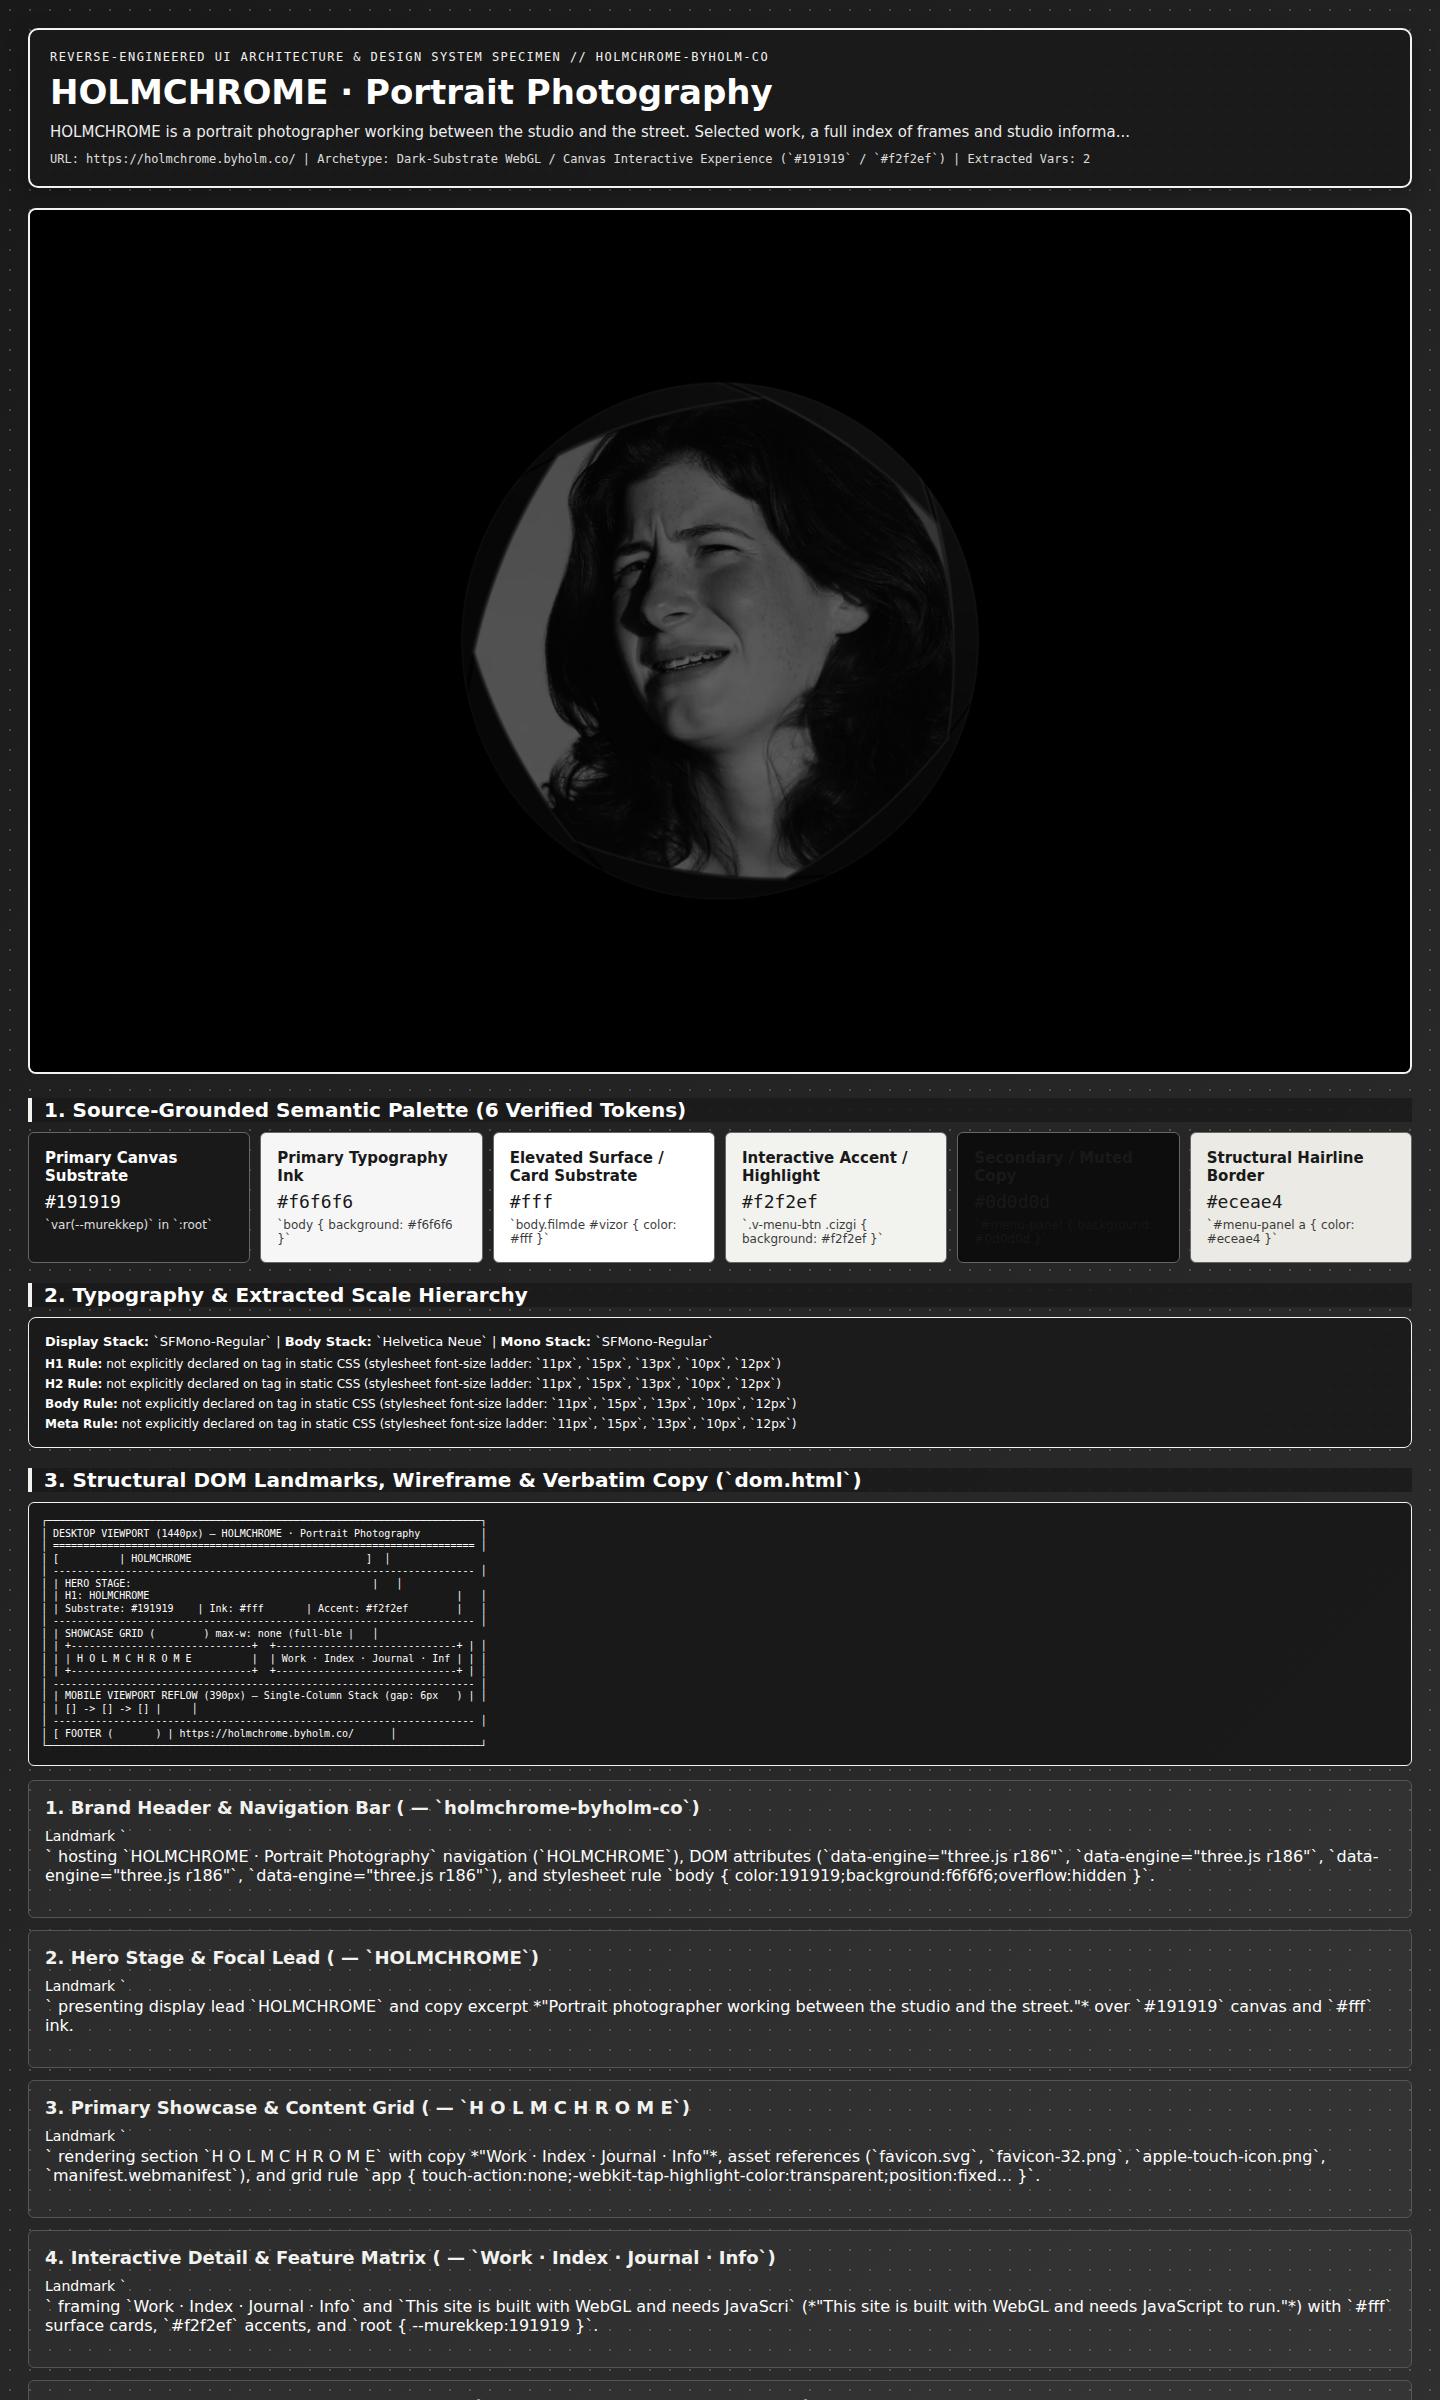 REVERSE-ENGINEERED UI ARCHITECTURE & DESIGN SYSTEM SPECIMEN // HOLMCHROME-BYHOLM-CO
HOLMCHROME · Portrait Photography
HOLMCHROME is a portrait photographer working between the studio and the street. Selected work, a full index of frames and studio informa...
URL: https://holmchrome.byholm.co/ | Archetype: Dark-Substrate WebGL / Canvas Interactive Experience (`#191919` / `#f2f2ef`) | Extracted Vars: 2
1. Source-Grounded Semantic Palette (6 Verified Tokens)
Primary Canvas
Substrate
#191919
`var(--murekkep)` in `:root`
Primary Typography
Ink
#f6f6f6
`body { background: #f6f6f6
}`
Elevated Surface /
Card Substrate
#fff
`body.filmde #vizor { color:
#fff }`
Interactive Accent /
Highlight
#f2f2ef
`.v-menu-btn .cizgi {
background: #f2f2ef }`
Secondary / Muted
Copy
#0d0d0d
`#menu-panel { background:
#0d0d0d }`
Structural Hairline
Border
#eceae4
`#menu-panel a { color:
#eceae4 }`
2. Typography & Extracted Scale Hierarchy
Display Stack: `SFMono-Regular` | Body Stack: `Helvetica Neue` | Mono Stack: `SFMono-Regular`
H1 Rule: not explicitly declared on tag in static CSS (stylesheet font-size ladder: `11px`, `15px`, `13px`, `10px`, `12px`)
H2 Rule: not explicitly declared on tag in static CSS (stylesheet font-size ladder: `11px`, `15px`, `13px`, `10px`, `12px`)
Body Rule: not explicitly declared on tag in static CSS (stylesheet font-size ladder: `11px`, `15px`, `13px`, `10px`, `12px`)
Meta Rule: not explicitly declared on tag in static CSS (stylesheet font-size ladder: `11px`, `15px`, `13px`, `10px`, `12px`)
3. Structural DOM Landmarks, Wireframe & Verbatim Copy (`dom.html`)
DESKTOP VIEWPORT (1440px) — HOLMCHROME · Portrait Photography
[ | HOLMCHROME ] |
| HERO STAGE: |
| H1: HOLMCHROME |
| Substrate: #191919 | Ink: #fff | Accent: #f2f2ef |
| SHOWCASE GRID ( ) max-w: none (full-ble |
| | H O L M C H R O M E | | Work · Index · Journal · Inf | |
| MOBILE VIEWPORT REFLOW (390px) — Single-Column Stack (gap: 6px ) |
| [] -> [] -> [] |
[ FOOTER ( ) | https://holmchrome.byholm.co/
1. Brand Header & Navigation Bar ( — `holmchrome-byholm-co`)
Landmark `
` hosting `HOLMCHROME · Portrait Photography` navigation (`HOLMCHROME`), DOM attributes (`data-engine="three.js r186"`, `data-engine="three.js r186"`, `data-
engine="three.js r186"`, `data-engine="three.js r186"`), and stylesheet rule `body { color:191919;background:f6f6f6;overflow:hidden }`.
2. Hero Stage & Focal Lead ( — `HOLMCHROME`)
Landmark `
` presenting display lead `HOLMCHROME` and copy excerpt *"Portrait photographer working between the studio and the street."* over `#191919` canvas and `#fff`
ink.
3. Primary Showcase & Content Grid ( — `H O L M C H R O M E`)
Landmark `
` rendering section `H O L M C H R O M E` with copy *"Work · Index · Journal · Info"*, asset references (`favicon.svg`, `favicon-32.png`, `apple-touch-icon.png`,
`manifest.webmanifest`), and grid rule `app { touch-action:none;-webkit-tap-highlight-color:transparent;position:fixed... }`.
4. Interactive Detail & Feature Matrix ( — `Work · Index · Journal · Info`)
Landmark `
` framing `Work · Index · Journal · Info` and `This site is built with WebGL and needs JavaScri` (*"This site is built with WebGL and needs JavaScript to run."*) with `#fff`
surface cards, `#f2f2ef` accents, and `root { --murekkep:191919 }`.